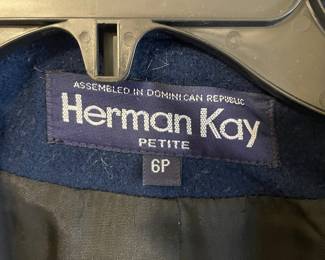 ASSEMBLED IN DOMINICAN REPUBLIC
Herman Kay
PETITE
6P